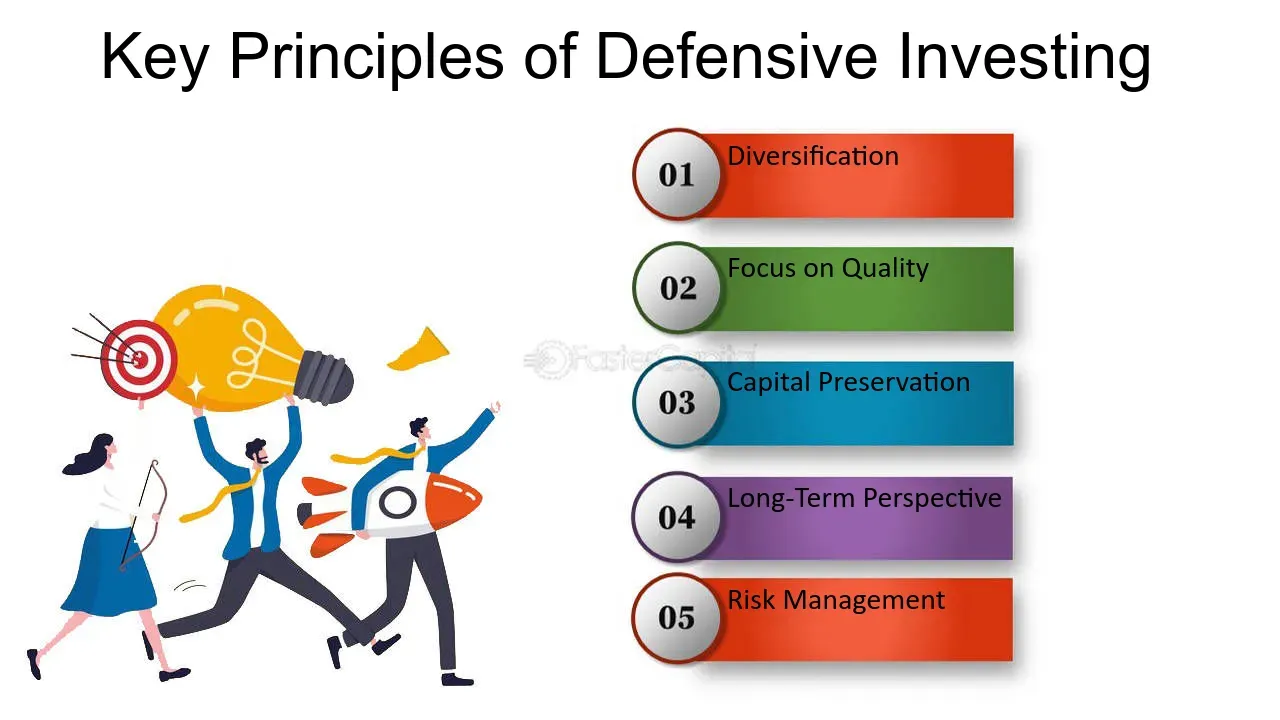 Key Principles of Defensive Investing
01
Diversification
02
Focus on Quality
FasterCapital
03
Capital Preservation
04
Long-Term Perspective
05
Risk Management